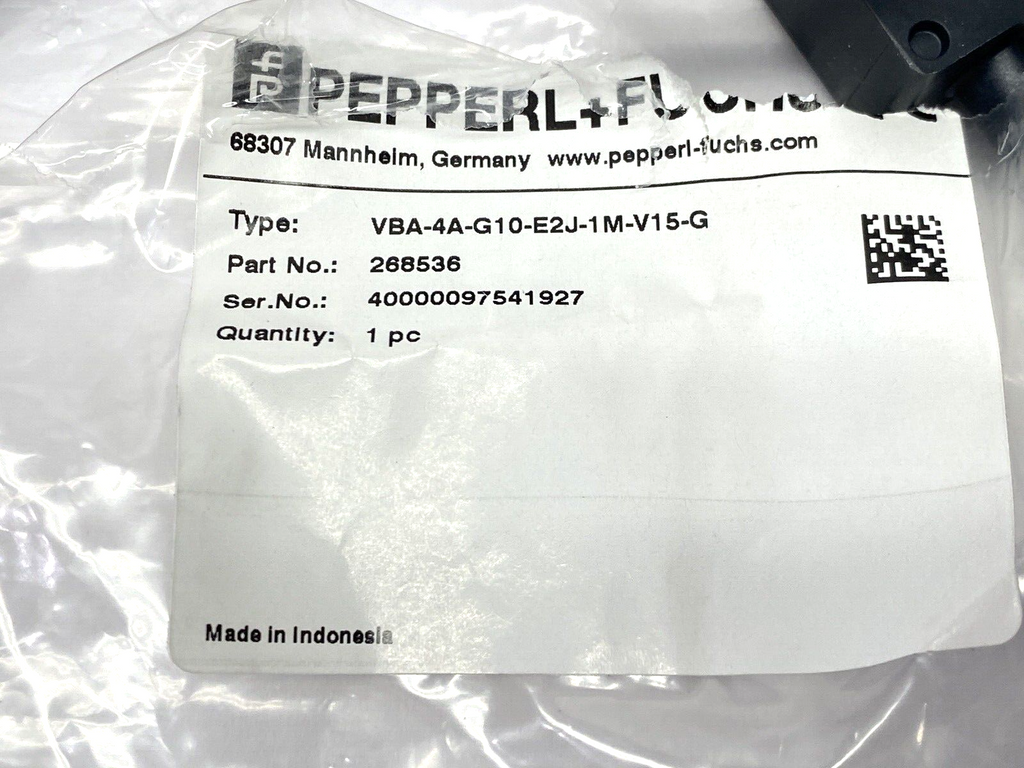 PEPPERL+FUCHS
68307 Mannheim, Germany www.pepperl-fuchs.com
Type: VBA-4A-G10-E2J-1M-V15-G
Part No.: 268536
Ser.No.: 40000097541927
Quantity: 1 pc
Made in Indonesia